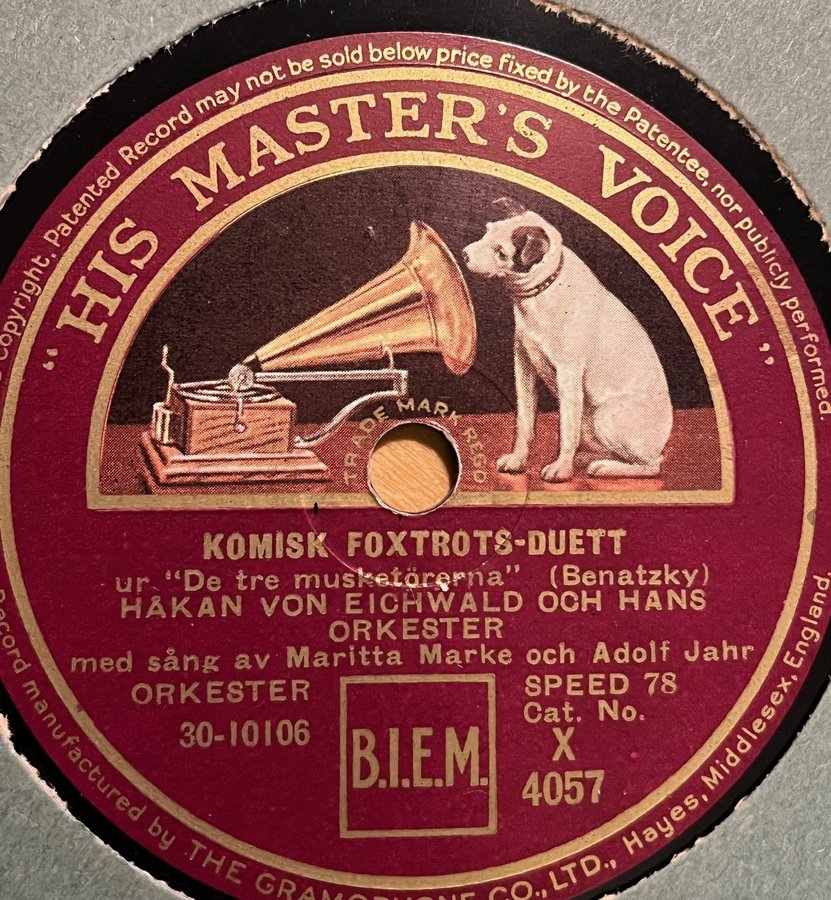 Copyright. Patented Record may not be sold below price fixed by the Patentee, nor publicly performed.
"HIS MASTER'S VOICE"
TRADE MARK REGD
KOMISK FOXTROTS-DUETT
ur "De tre musketörerna" (Benatzky)
HÅKAN VON EICHWALD OCH HANS
ORKESTER
med sång av Maritta Marke och Adolf Jahr
ORKESTER
30-10106
B.I.E.M.
SPEED 78
Cat. No.
X
4057
Record manufactured by THE GRAMOPHONE CO., LTD., Hayes, Middlesex, England,